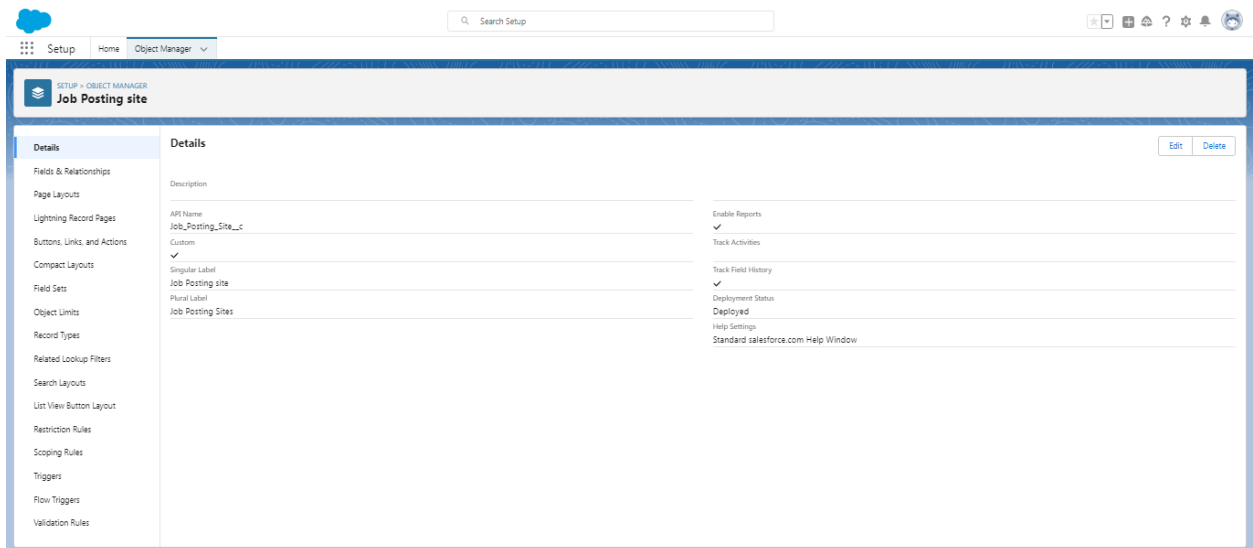 Search Setup
Setup
Home
Object Manager
SETUP > OBJECT MANAGER
Job Posting site
Details
Fields & Relationships
Page Layouts
Lightning Record Pages
Buttons, Links, and Actions
Compact Layouts
Field Sets
Object Limits
Record Types
Related Lookup Filters
Search Layouts
List View Button Layout
Restriction Rules
Scoping Rules
Triggers
Flow Triggers
Validation Rules
Details
Edit
Delete
Description
API Name
Job_Posting_Site__c
Custom
Singular Label
Job Posting site
Plural Label
Job Posting Sites
Enable Reports
Track Activities
Track Field History
Deployment Status
Deployed
Help Settings
Standard salesforce.com Help Window